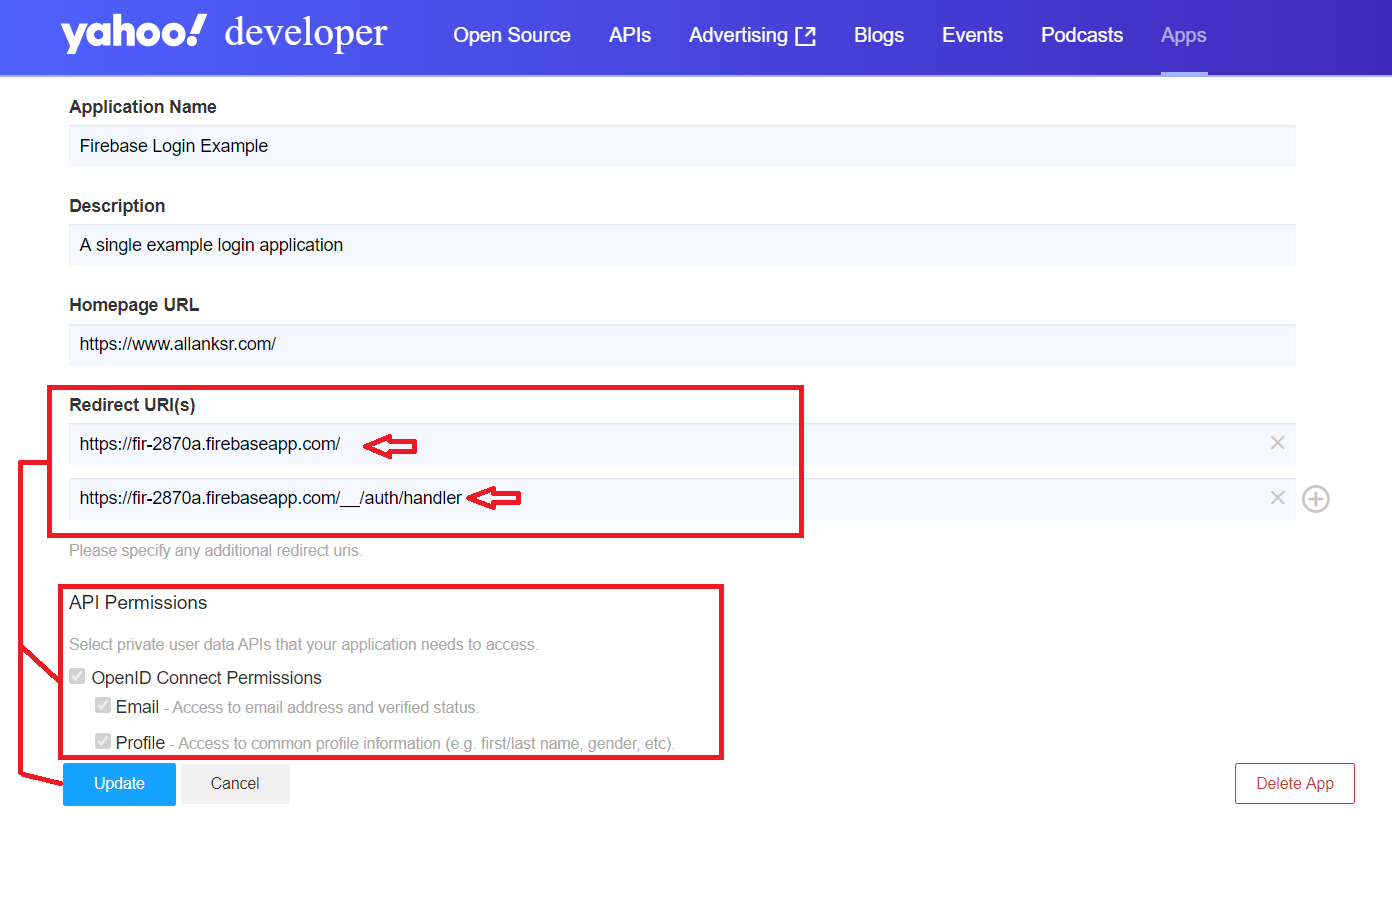 yahoo! developer Open Source APIs Advertising Blogs Events Podcasts Apps
Application Name
Firebase Login Example
Description
A single example login application
Homepage URL
https://www.allanksr.com/
Redirect URI(s)
https://fir-2870a.firebaseapp.com/
https://fir-2870a.firebaseapp.com/__/auth/handler
Please specify any additional redirect uris.
API Permissions
Select private user data APIs that your application needs to access.
OpenID Connect Permissions
Email - Access to email address and verified status.
Profile - Access to common profile information (e.g. first/last name, gender, etc).
Update Cancel Delete App